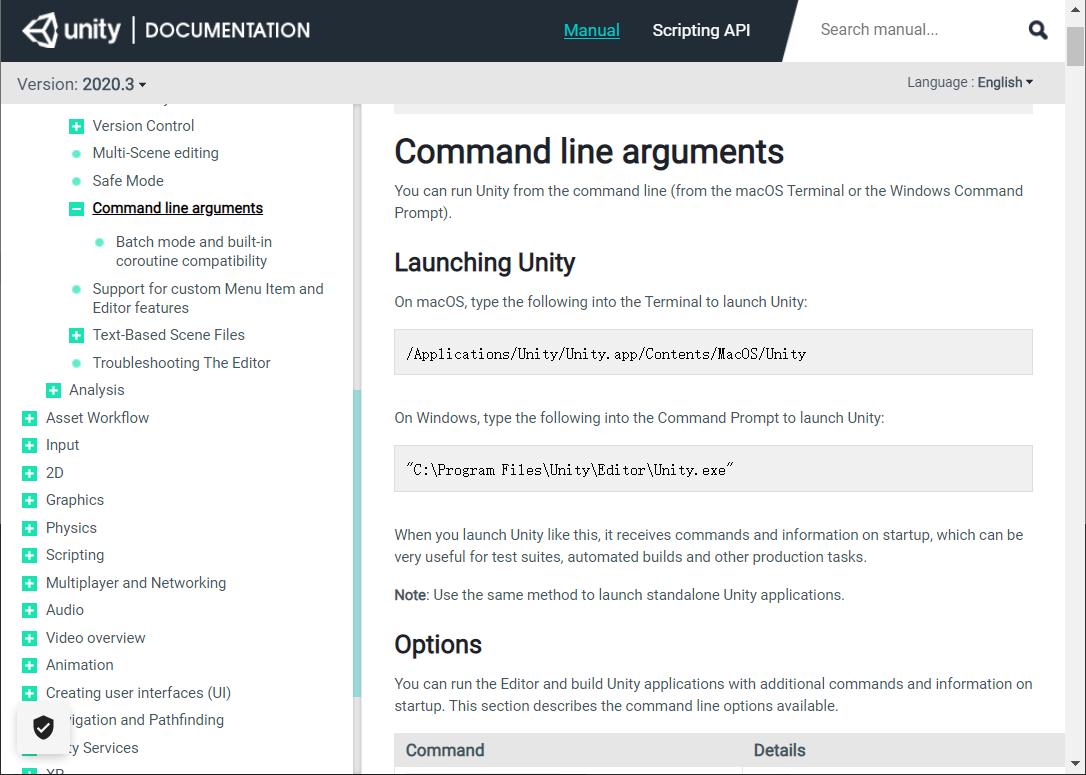 unity | DOCUMENTATION
Manual
Scripting API
Search manual...
Version: 2020.3
Language : English
Version Control
Multi-Scene editing
Safe Mode
Command line arguments
Batch mode and built-in
coroutine compatibility
Support for custom Menu Item and
Editor features
Text-Based Scene Files
Troubleshooting The Editor
Analysis
Asset Workflow
Input
2D
Graphics
Physics
Scripting
Multiplayer and Networking
Audio
Video overview
Animation
Creating user interfaces (UI)
vigation and Pathfinding
ty Services
Command line arguments
You can run Unity from the command line (from the macOS Terminal or the Windows Command
Prompt).
Launching Unity
On macOS, type the following into the Terminal to launch Unity:
/Applications/Unity/Unity.app/Contents/MacOS/Unity
On Windows, type the following into the Command Prompt to launch Unity:
"C:\Program Files\Unity\Editor\Unity.exe"
When you launch Unity like this, it receives commands and information on startup, which can be
very useful for test suites, automated builds and other production tasks.
Note: Use the same method to launch standalone Unity applications.
Options
You can run the Editor and build Unity applications with additional commands and information on
startup. This section describes the command line options available.
Command
Details